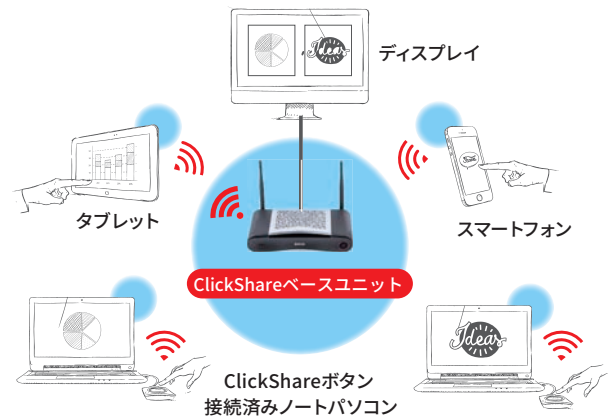 Ideas
ディスプレイ
タブレット
スマートフォン
ClickShareベースユニット
Ideas
ClickShareボタン
接続済みノートパソコン